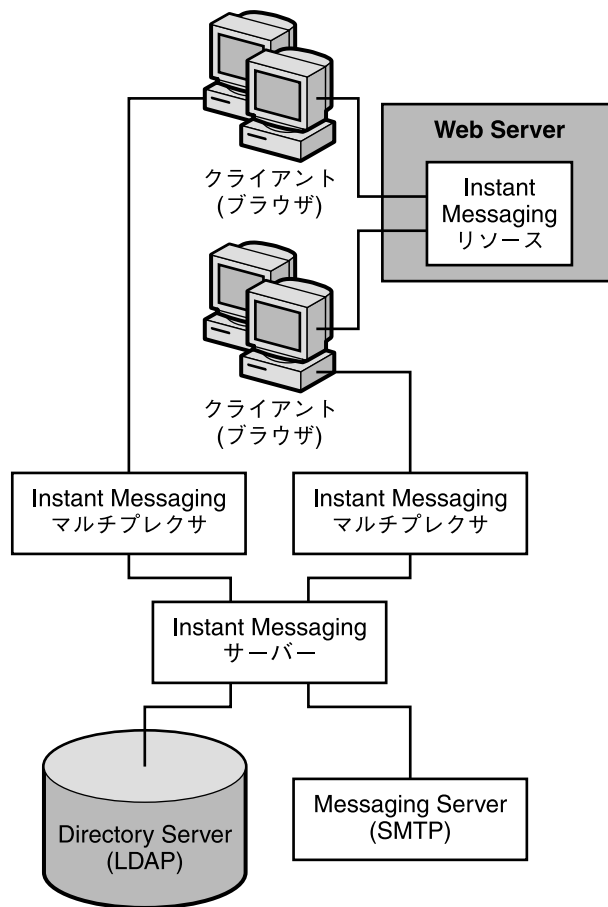 クライアント
(ブラウザ)
Web Server
Instant
Messaging
リソース
クライアント
(ブラウザ)
Instant Messaging
マルチプレクサ
Instant Messaging
マルチプレクサ
Instant Messaging
サーバー
Directory Server
(LDAP)
Messaging Server
(SMTP)